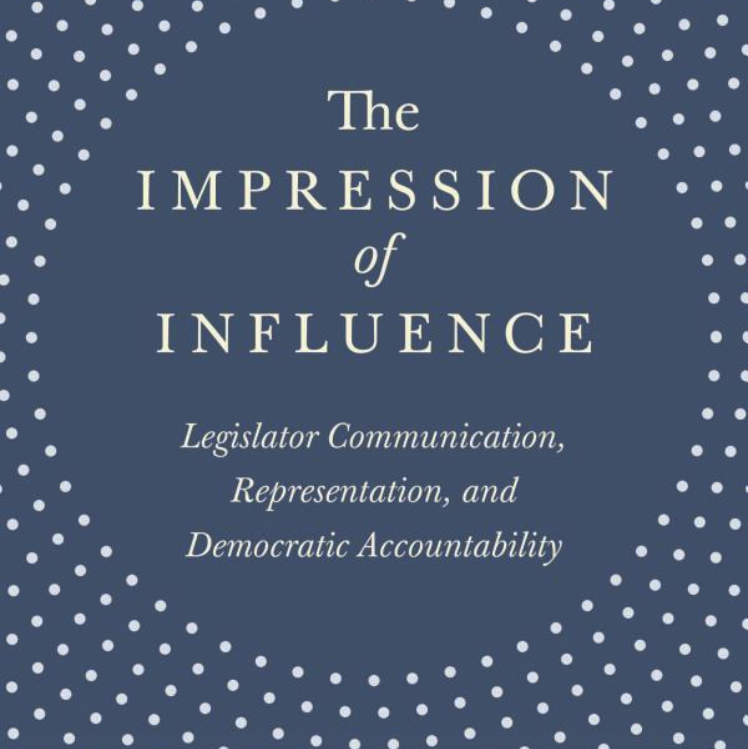 The
IMPRESSION
of
INFLUENCE
Legislator Communication,
Representation, and
Democratic Accountability